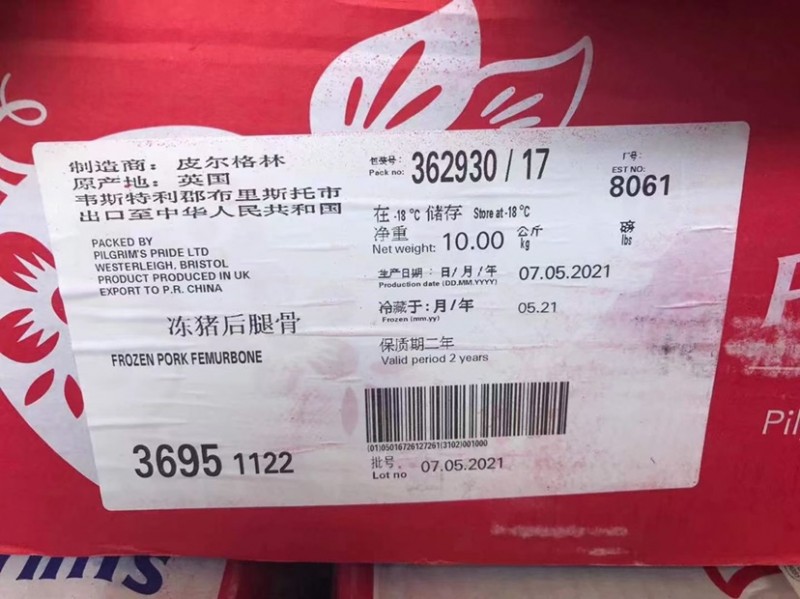 制造商：皮尔格林
原产地：英国
韦斯特利郡布里斯托市
出口至中华人民共和国
PACKED BY
PILGRIM'S PRIDE LTD
WESTERLEIGH, BRISTOL
PRODUCT PRODUCED IN UK
EXPORT TO P.R. CHINA
冻猪后腿骨
FROZEN PORK FEMURBONE
3695 1122
包装号：
Pack no: 362930 / 17
厂号：
EST NO:
8061
在 -18 °C 储存 Store at -18 °C
净重 公斤 磅
Net weight: 10.00 kg lbs
生产日期：日/月/年 07.05.2021
Production date (DD.MM.YYYY)
冷藏于：月/年 05.21
Frozen (mm.yy)
保质期二年
Valid period 2 years
(01)05016726127261(3102)001000
批号，
Lot no 07.05.2021
P
Pil